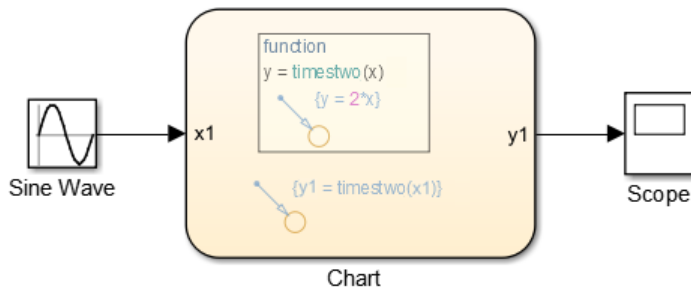 function
y = timestwo(x)
{y = 2*x}
x1
y1
{y1 = timestwo(x1)}
Sine Wave
Scope
Chart